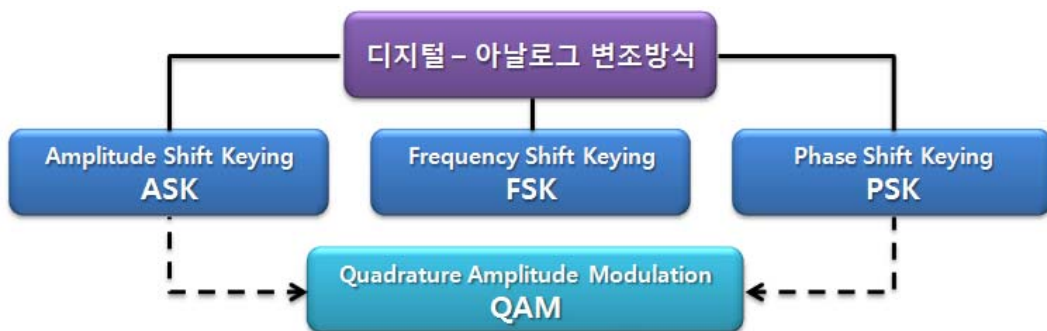 디지털 – 아날로그 변조방식
Amplitude Shift Keying
ASK
Frequency Shift Keying
FSK
Phase Shift Keying
PSK
Quadrature Amplitude Modulation
QAM